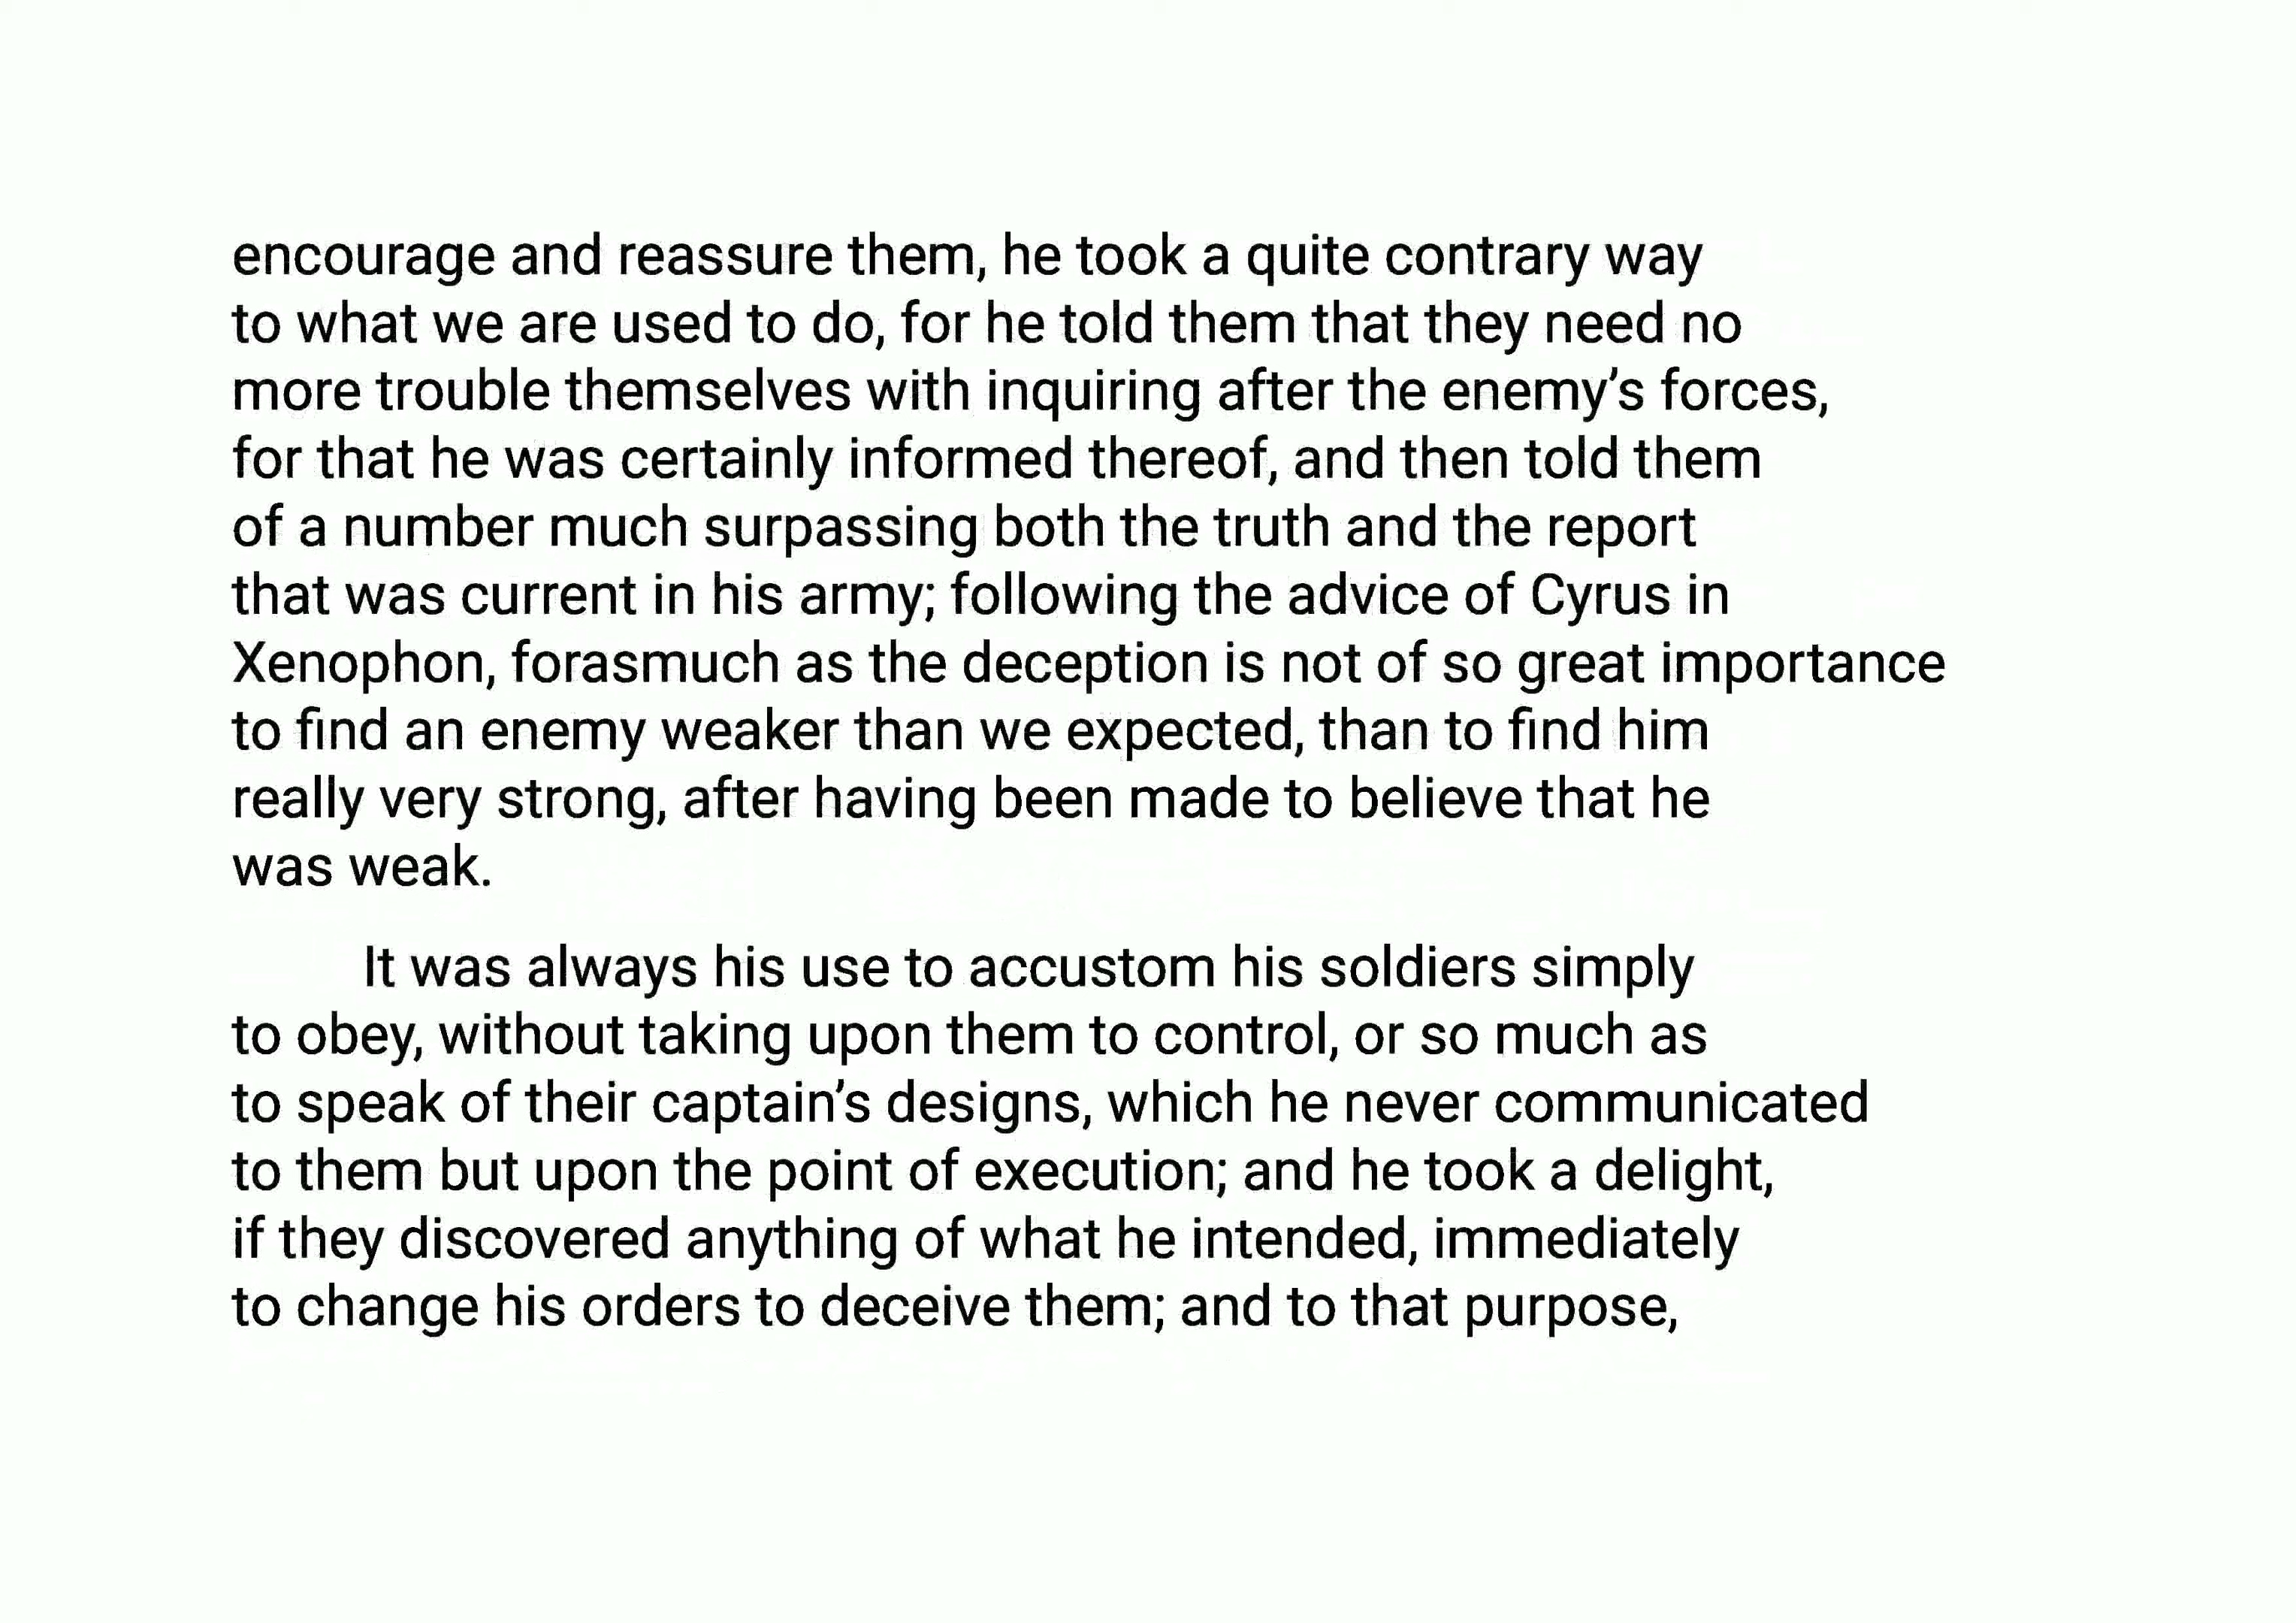 encourage and reassure them, he took a quite contrary way
to what we are used to do, for he told them that they need no
more trouble themselves with inquiring after the enemy’s forces,
for that he was certainly informed thereof, and then told them
of a number much surpassing both the truth and the report
that was current in his army; following the advice of Cyrus in
Xenophon, forasmuch as the deception is not of so great importance
to find an enemy weaker than we expected, than to find him
really very strong, after having been made to believe that he
was weak.
It was always his use to accustom his soldiers simply
to obey, without taking upon them to control, or so much as
to speak of their captain’s designs, which he never communicated
to them but upon the point of execution; and he took a delight,
if they discovered anything of what he intended, immediately
to change his orders to deceive them; and to that purpose,